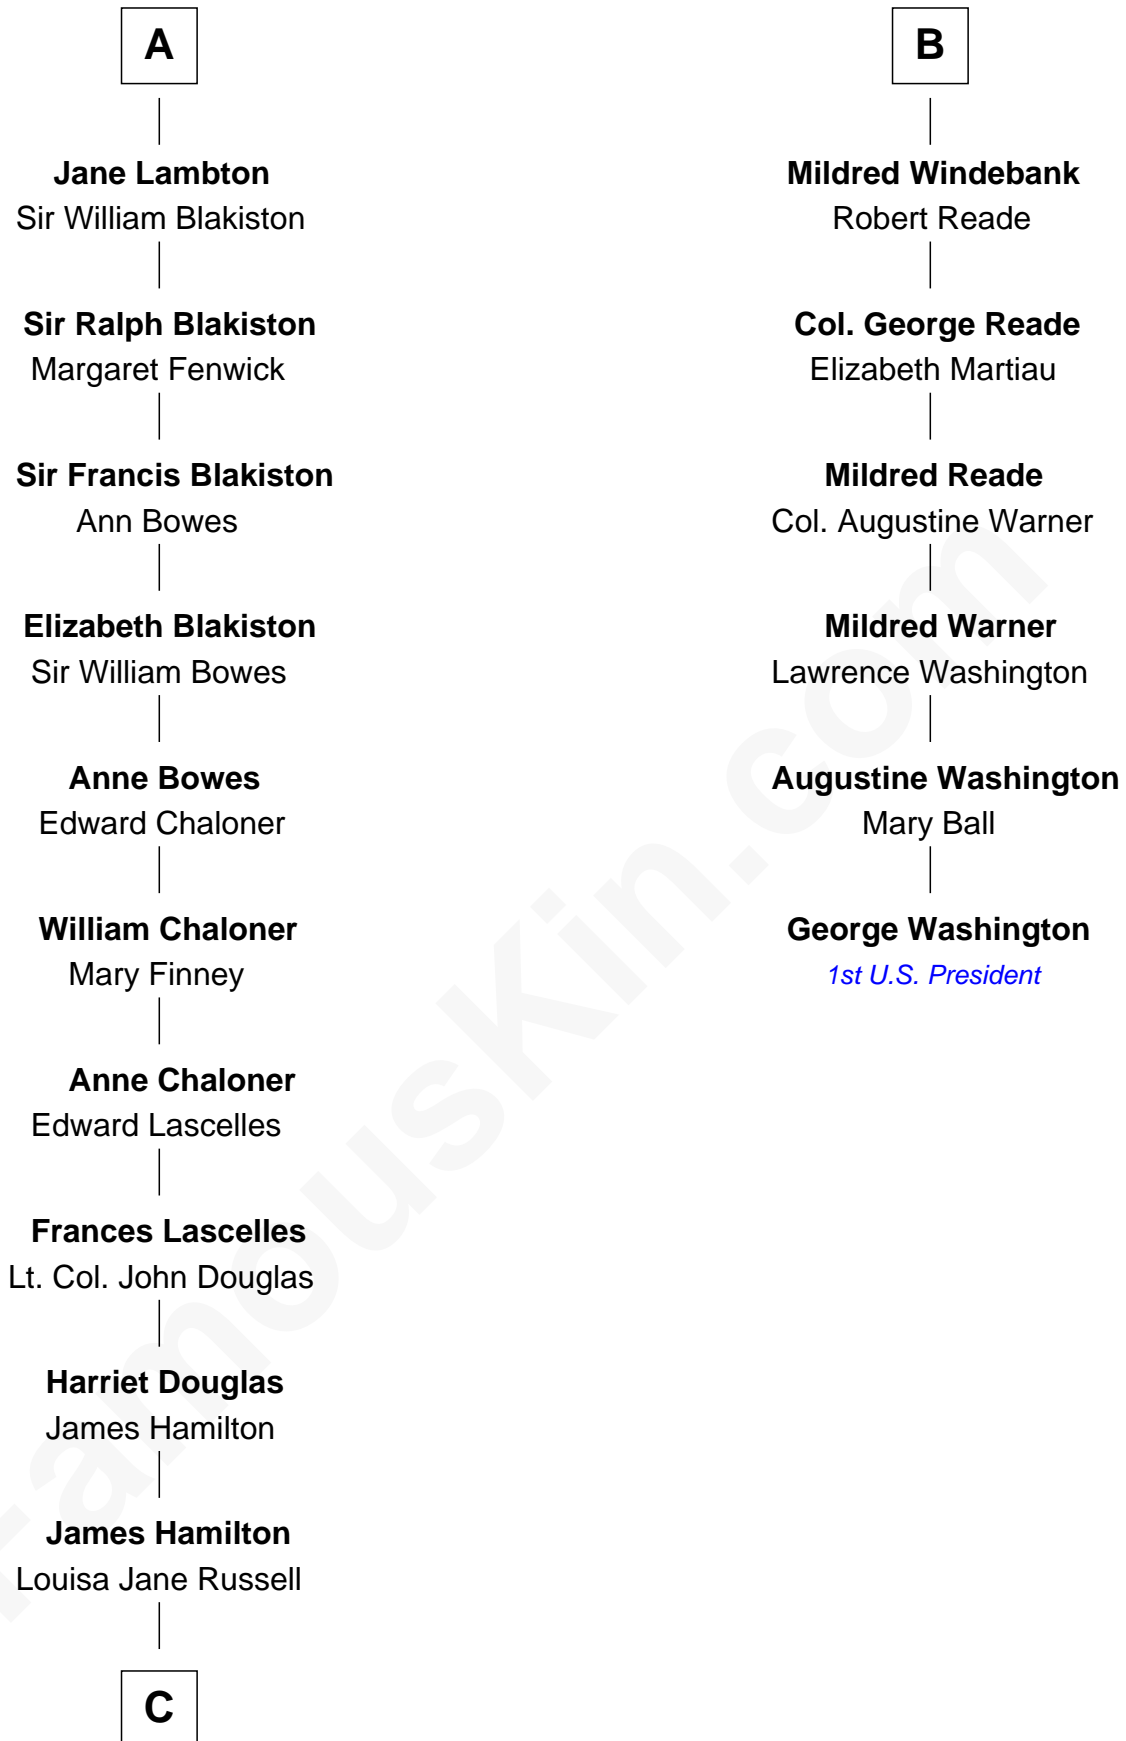 A
Jane Lambton
Sir William Blakiston
Sir Ralph Blakiston
Margaret Fenwick
Sir Francis Blakiston
Ann Bowes
Elizabeth Blakiston
Sir William Bowes
Anne Bowes
Edward Chaloner
William Chaloner
Mary Finney
Anne Chaloner
Edward Lascelles
Frances Lascelles
Lt. Col. John Douglas
Harriet Douglas
James Hamilton
James Hamilton
Louisa Jane Russell
C
B
Mildred Windebank
Robert Reade
Col. George Reade
Elizabeth Martiau
Mildred Reade
Col. Augustine Warner
Mildred Warner
Lawrence Washington
Augustine Washington
Mary Ball
George Washington
1st U.S. President
FamousKin.com